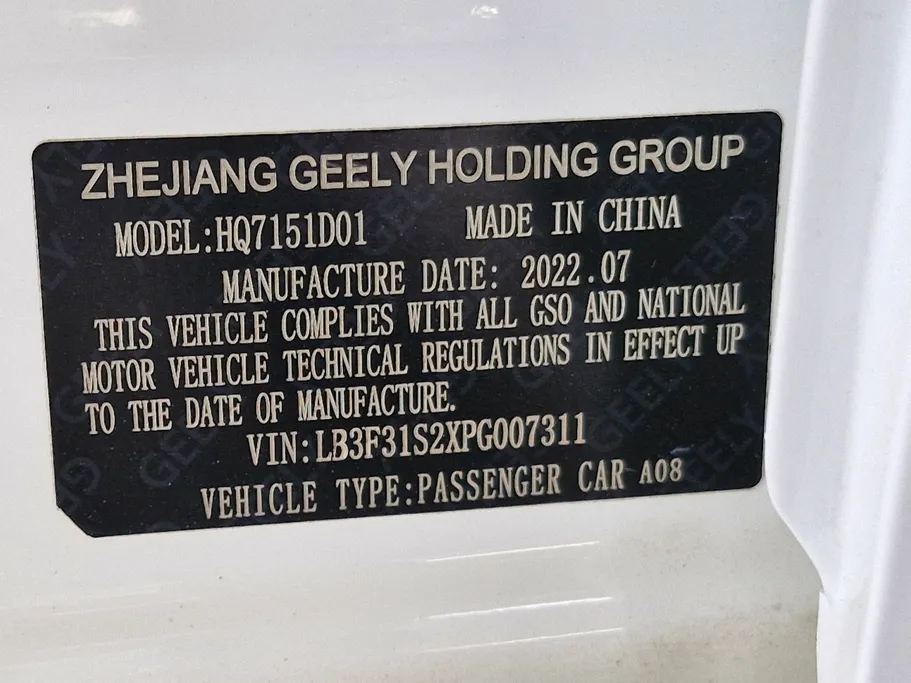 ZHEJIANG GEELY HOLDING GROUP
MODEL:HQ7151D01 MADE IN CHINA
MANUFACTURE DATE: 2022.07
THIS VEHICLE COMPLIES WITH ALL GSO AND NATIONAL
MOTOR VEHICLE TECHNICAL REGULATIONS IN EFFECT UP
TO THE DATE OF MANUFACTURE.
VIN:LB3F31S2XPG007311
VEHICLE TYPE:PASSENGER CAR A08